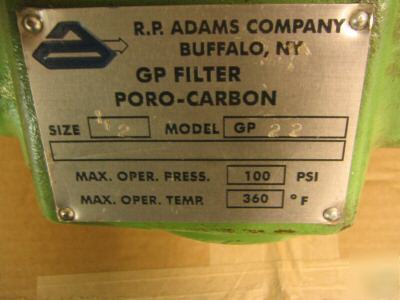 R.P. ADAMS COMPANY
BUFFALO, NY
GP FILTER
PORO-CARBON
SIZE MODEL GP 22
MAX. OPER. PRESS. 100 PSI
MAX. OPER. TEMP. 360 °F